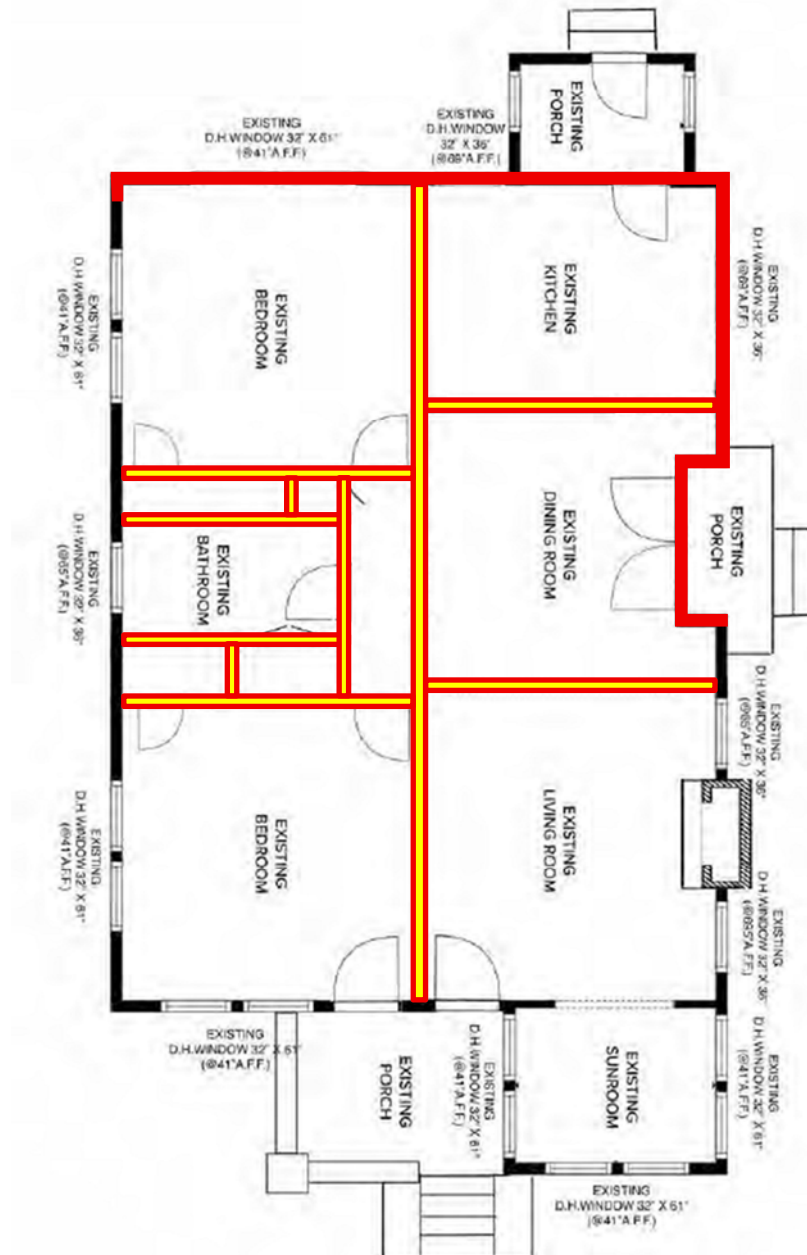 EXISTING
PORCH
EXISTING
D.H.WINDOW 32" X 61"
(@41"A.F.F.)
EXISTING
D.H.WINDOW
32" X 36"
(@69"A.F.F.)
EXISTING
D.H.WINDOW 32" X 61"
(@41"A.F.F.)
EXISTING
BEDROOM
EXISTING
KITCHEN
EXISTING
D.H.WINDOW 32" X 36"
(@69"A.F.F.)
EXISTING
D.H.WINDOW 32" X 36"
(@65"A.F.F.)
EXISTING
BATHROOM
EXISTING
DINING ROOM
EXISTING
PORCH
EXISTING
D.H.WINDOW 32" X 36"
(@65"A.F.F.)
EXISTING
D.H.WINDOW 32" X 61"
(@41"A.F.F.)
EXISTING
BEDROOM
EXISTING
LIVING ROOM
EXISTING
D.H.WINDOW 32" X 36"
(@695"A.F.F.)
EXISTING
D.H.WINDOW 32" X 61"
(@41"A.F.F.)
EXISTING
PORCH
EXISTING
D.H.WINDOW 32" X 61"
(@41"A.F.F.)
EXISTING
SUNROOM
EXISTING
D.H.WINDOW 32" X 61"
(@41"A.F.F.)
EXISTING
D.H.WINDOW 32" X 61"
(@41"A.F.F.)